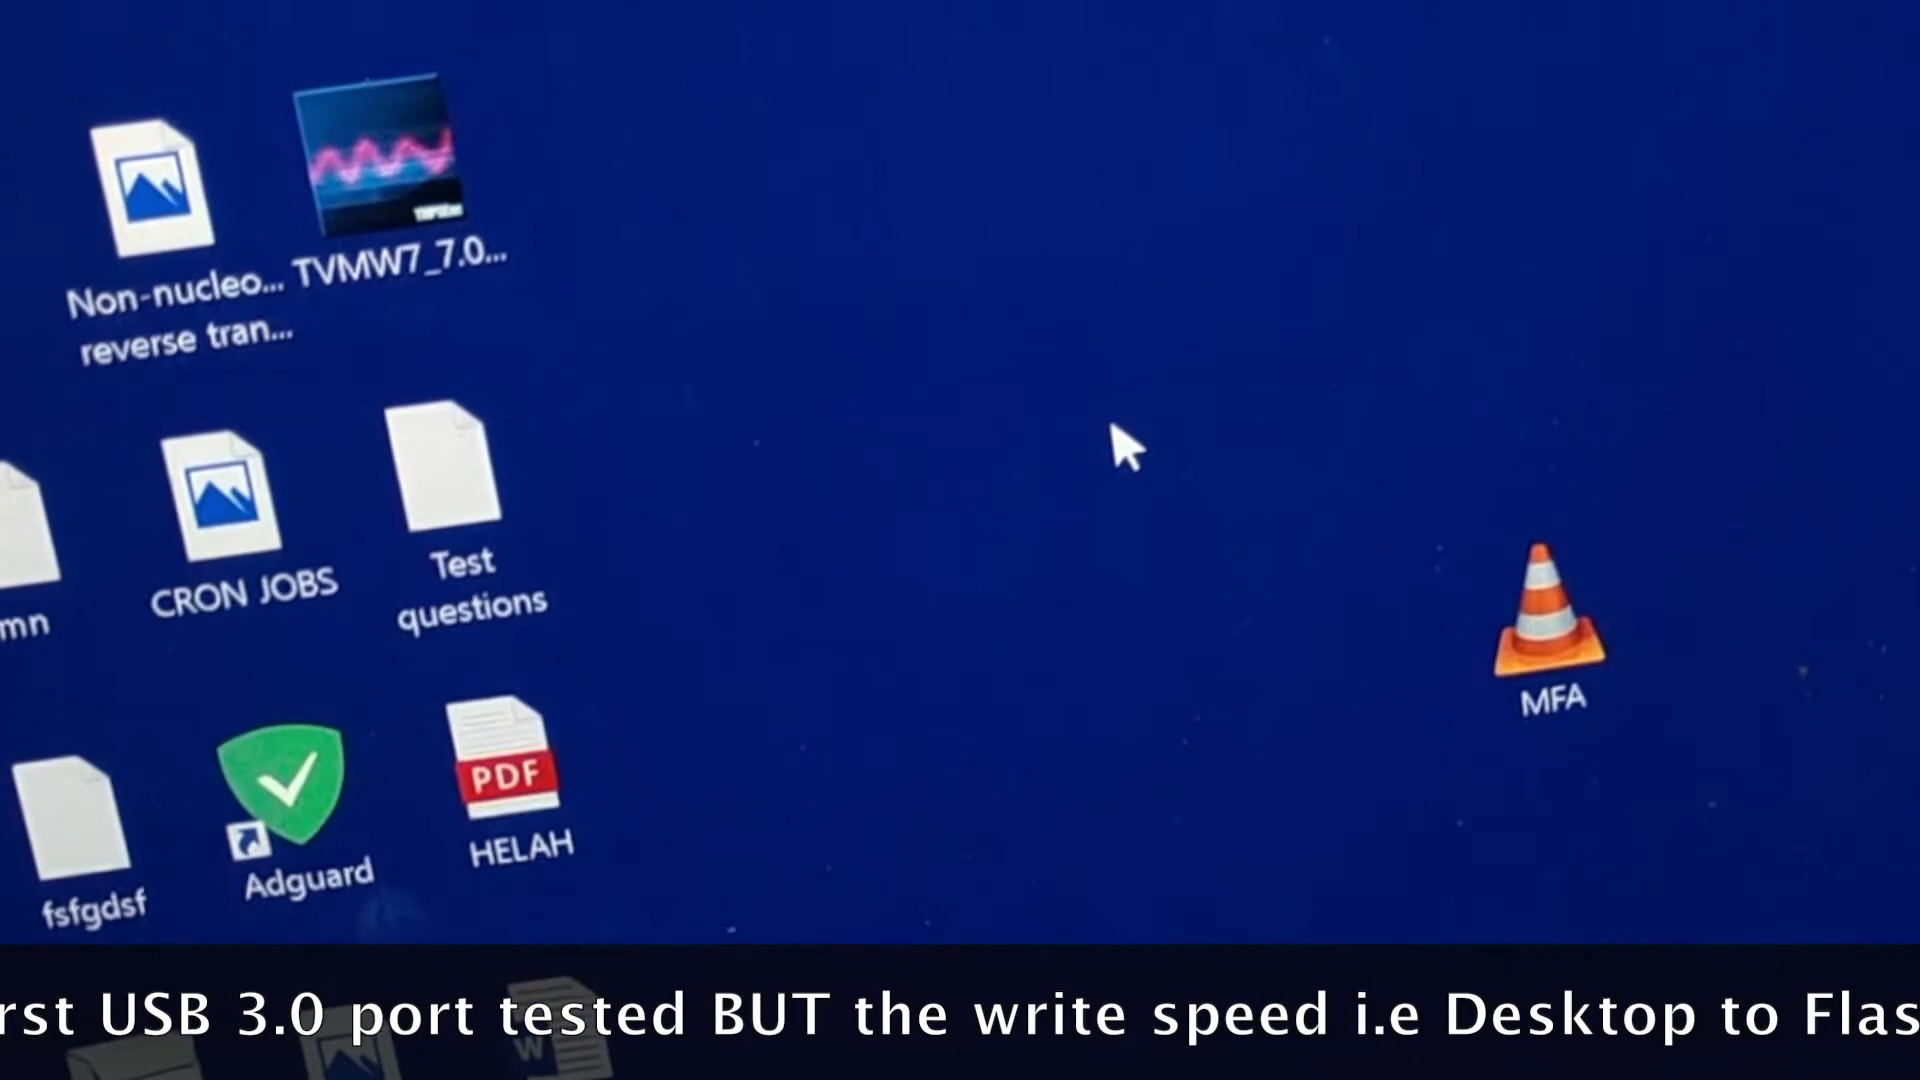 Non-nucleo...
reverse tran...
TVMW7_7.0...
mn
CRON JOBS
Test
questions
MFA
fsfgdsf
Adguard
PDF
HELAH
W
rst USB 3.0 port tested BUT the write speed i.e Desktop to Flas